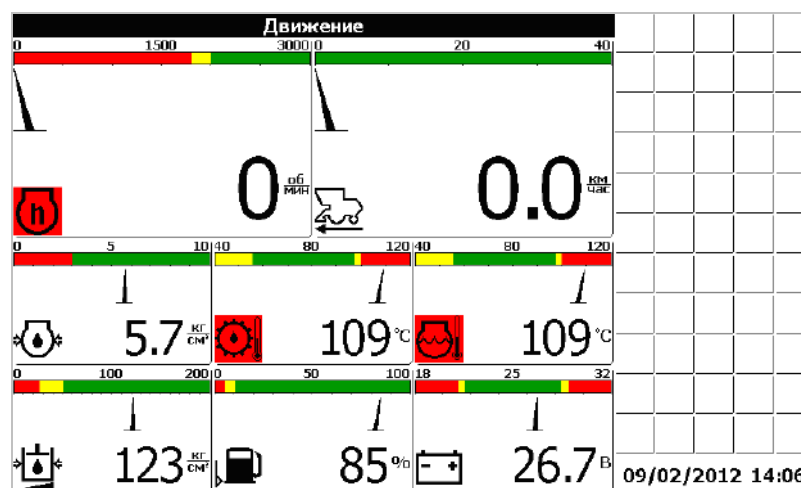 Движение
0 1500 3000 0 20 40
h 0 об/мин 0.0 км/час
0 5 10 40 80 120 40 80 120
5.7 кг/см² 109 °C 109 °C
0 100 200 0 50 100 18 25 32
123 кг/см² 85 % - + 26.7 В
09/02/2012 14:06